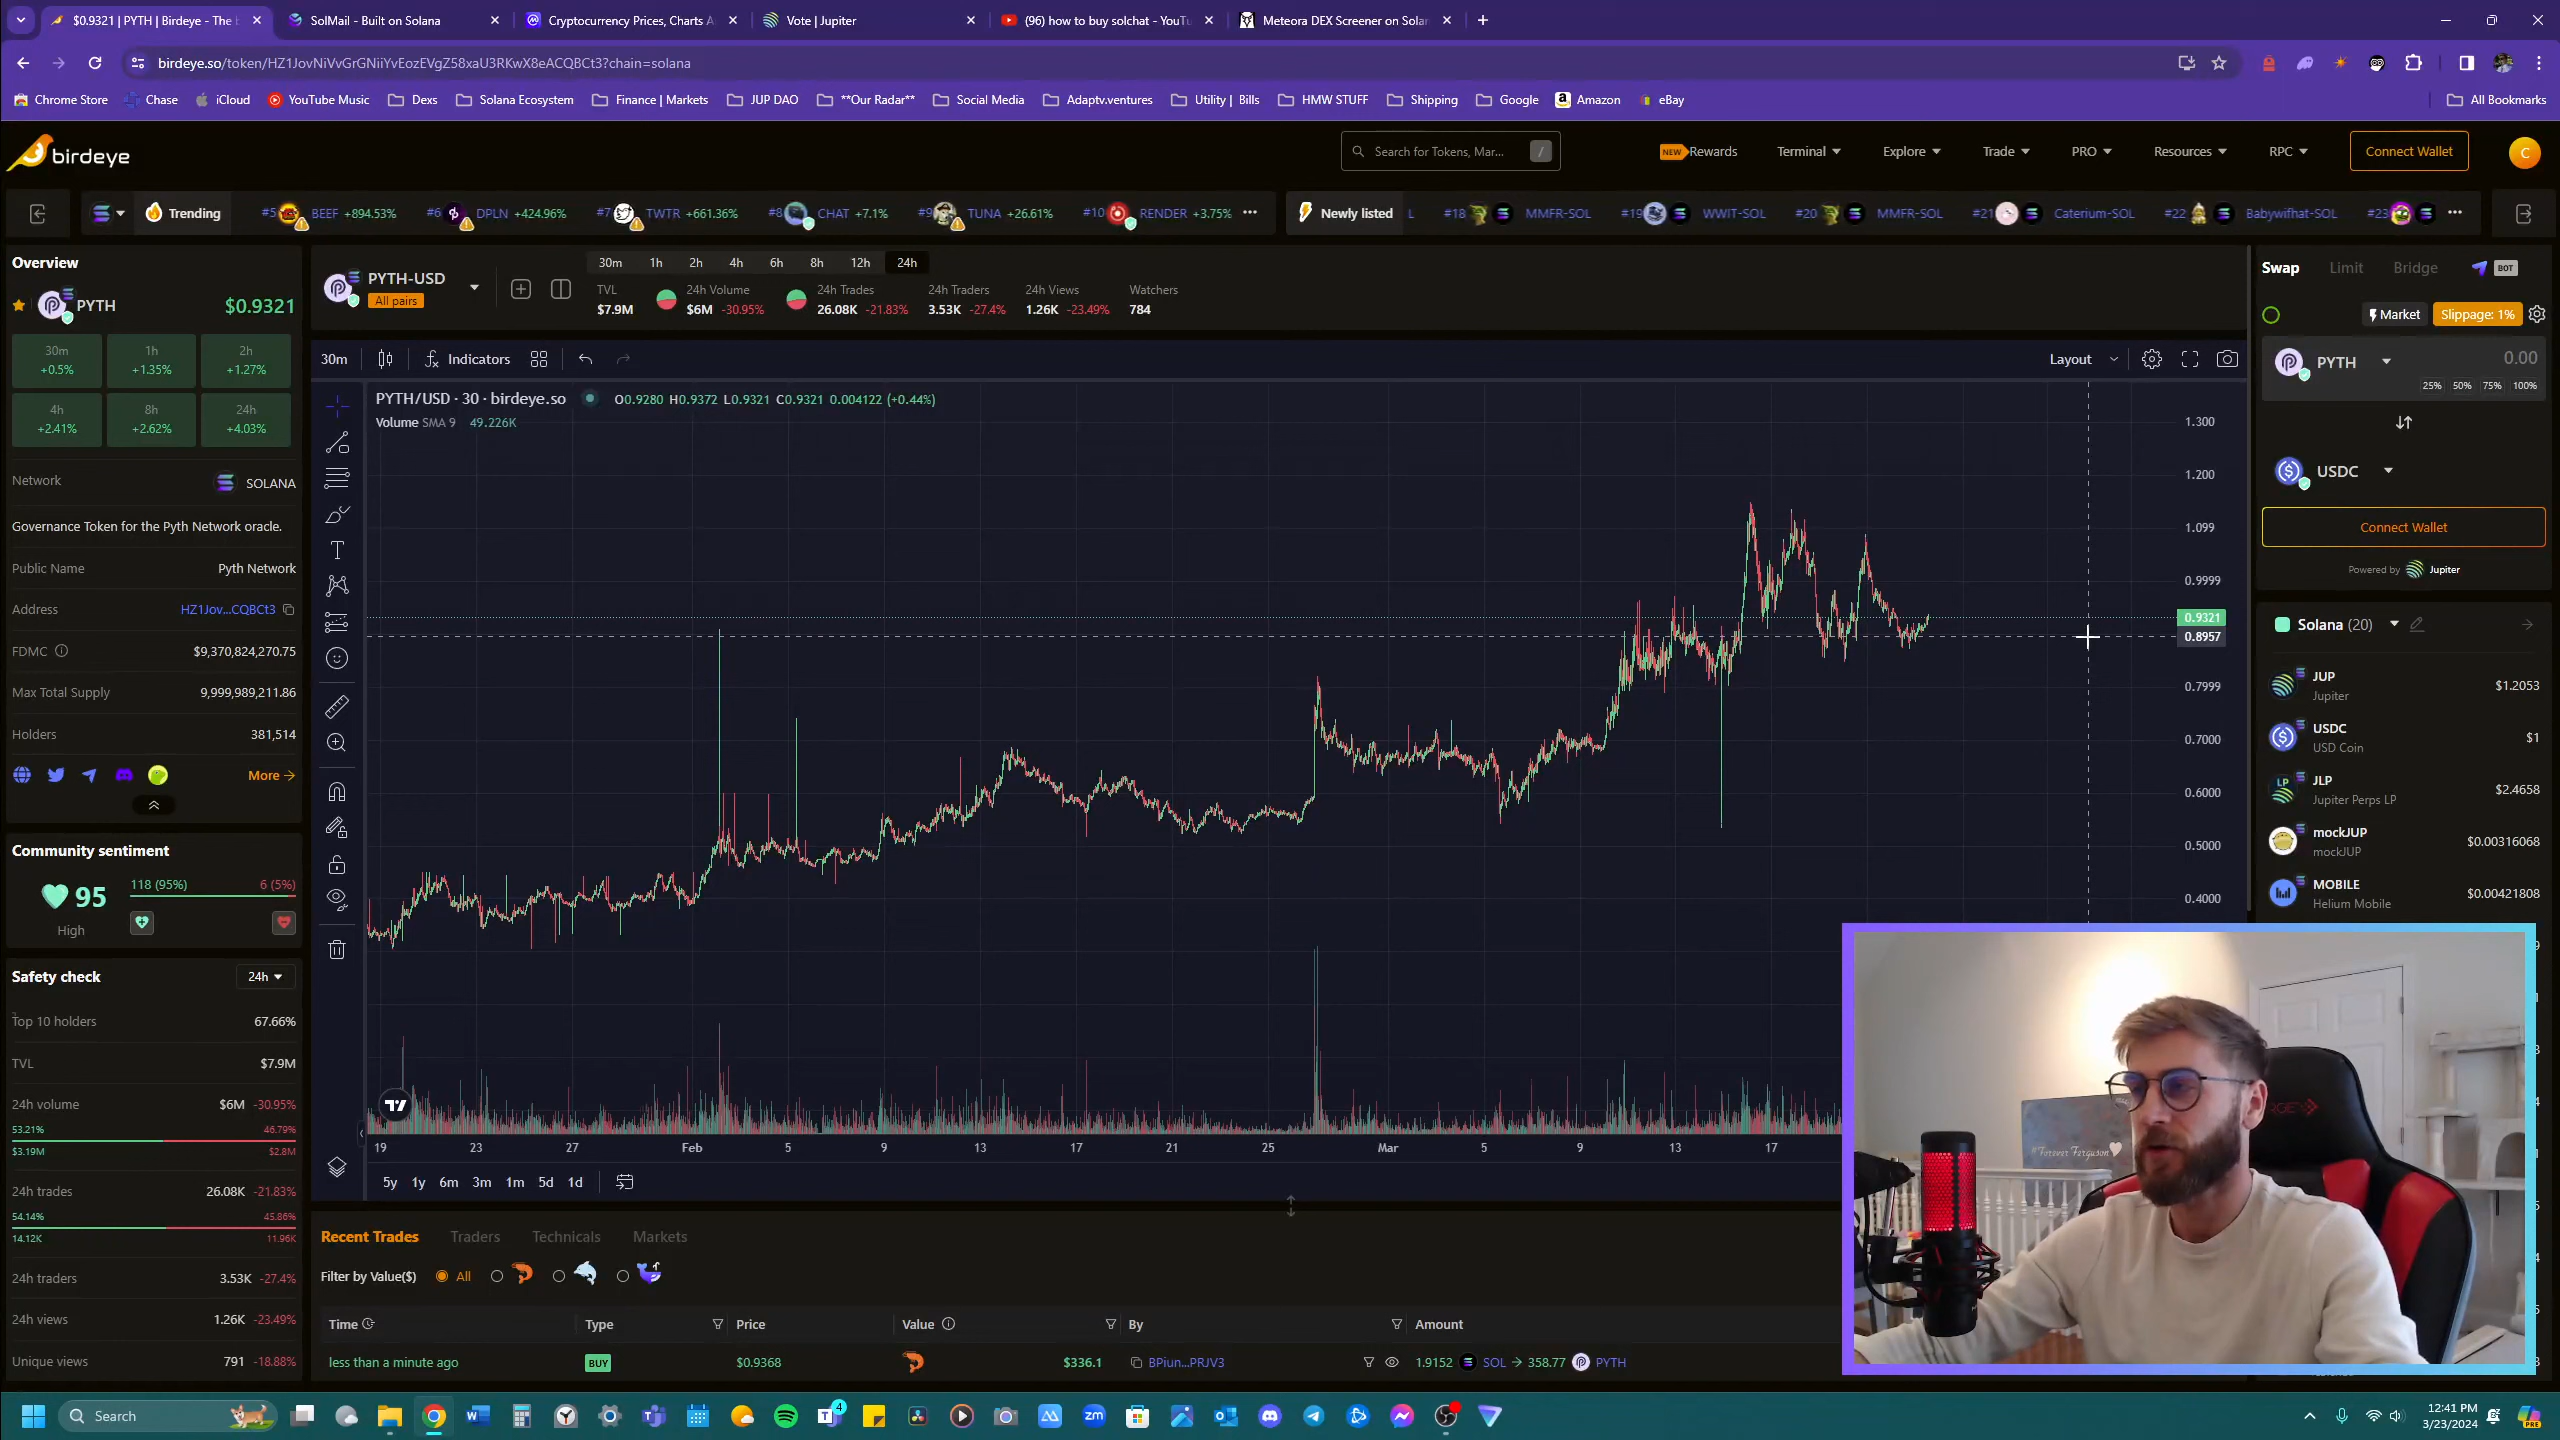 $0.9321 | PYTH | Birdeye - The b
SolMail - Built on Solana
Cryptocurrency Prices, Charts A
Vote | Jupiter
(96) how to buy solchat - YouTu
Meteora DEX Screener on Solan
birdeye.so/token/HZ1JovNiVvGrGNiiYvEozEVgZ58xaU3RKwX8eACQBCt3?chain=solana
Chrome Store
Chase
iCloud
YouTube Music
Dexs
Solana Ecosystem
Finance | Markets
JUP DAO
**Our Radar**
Social Media
Adaptv.ventures
Utility | Bills
HMW STUFF
Shipping
Google
Amazon
eBay
All Bookmarks
birdeye
Search for Tokens, Mar... /
NEW Rewards
Terminal
Explore
Trade
PRO
Resources
RPC
Connect Wallet
C
Trending
#5 BEEF +894.53%
#6 DPLN +424.96%
#7 TWTR +661.36%
#8 CHAT +7.1%
#9 TUNA +26.61%
#10 RENDER +3.75%
Newly listed
#18 MMFR-SOL
#19 WWIT-SOL
#20 MMFR-SOL
#21 Caterium-SOL
#22 Babywifhat-SOL
#23
Overview
PYTH $0.9321
30m 1h 2h
+0.5% +1.35% +1.27%
4h 8h 24h
+2.41% +2.62% +4.03%
Network SOLANA
Governance Token for the Pyth Network oracle.
Public Name Pyth Network
Address HZ1Jov...CQBCt3
FDMC $9,370,824,270.75
Max Total Supply 9,999,989,211.86
Holders 381,514
More
Community sentiment
95 118 (95%) 6 (5%)
High
Safety check 24h
Top 10 holders 67.66%
TVL $7.9M
24h volume $6M -30.95%
53.21% 46.79%
$3.19M $2.8M
24h trades 26.08K -21.83%
54.14% 45.86%
14.12K 11.96K
24h traders 3.53K -27.4%
24h views 1.26K -23.49%
Unique views 791 -18.88%
PYTH-USD
All pairs
30m 1h 2h 4h 6h 8h 12h 24h
TVL 24h Volume 24h Trades 24h Traders 24h Views Watchers
$7.9M $6M -30.95% 26.08K -21.83% 3.53K -27.4% 1.26K -23.49% 784
30m Indicators Layout
PYTH/USD · 30 · birdeye.so O0.9280 H0.9372 L0.9321 C0.9321 0.004122 (+0.44%)
Volume SMA 9 49.226K
1.300
1.200
1.099
0.9999
0.9321
0.8957
0.7999
0.7000
0.6000
0.5000
0.4000
19 23 27 Feb 5 9 13 17 21 25 Mar 5 9 13 17
5y 1y 6m 3m 1m 5d 1d
Recent Trades Traders Technicals Markets
Filter by Value($) All
Time Type Price Value By Amount
less than a minute ago BUY $0.9368 $336.1 BPiun...PRJV3 1.9152 SOL 358.77 PYTH
Swap Limit Bridge BOT
Market Slippage: 1%
PYTH 0.00
25% 50% 75% 100%
USDC
Connect Wallet
Powered by Jupiter
Solana (20)
JUP
Jupiter
$1.2053
USDC
USD Coin
$1
JLP
Jupiter Perps LP
$2.4658
mockJUP
mockJUP
$0.00316068
MOBILE
Helium Mobile
$0.00421808
#Forever Ferguson
Search
4
12:41 PM
3/23/2024